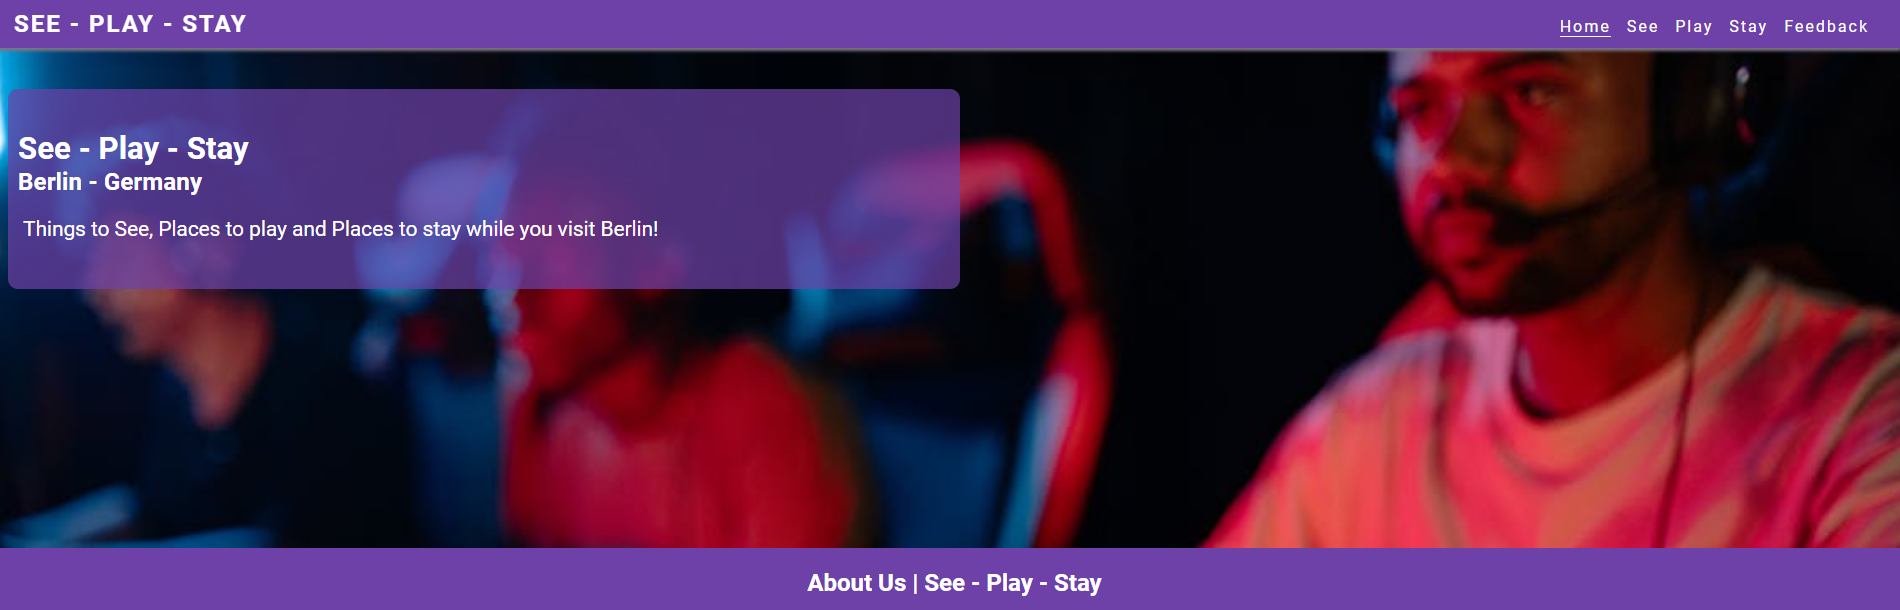 SEE - PLAY - STAY
Home See Play Stay Feedback
See - Play - Stay
Berlin - Germany
Things to See, Places to play and Places to stay while you visit Berlin!
About Us | See - Play - Stay